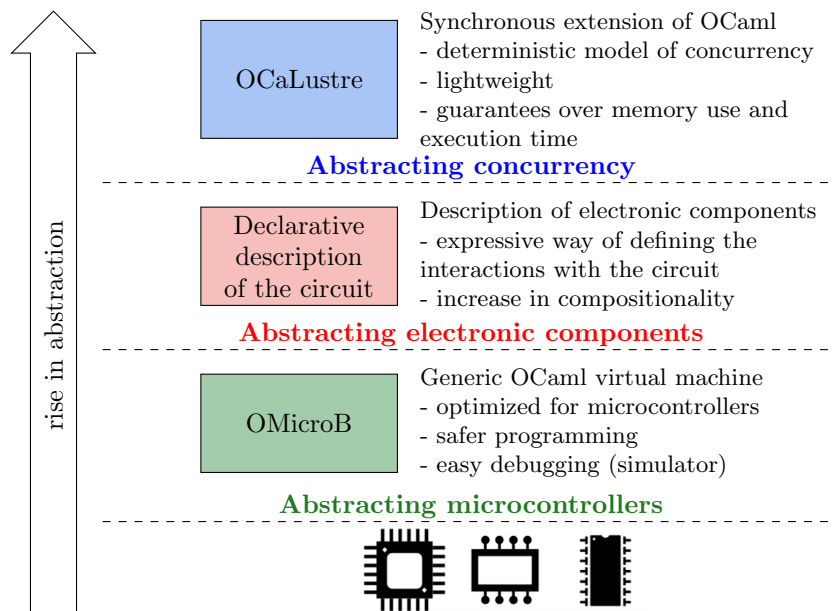 Synchronous extension of OCaml
- deterministic model of concurrency
OCaLustre
- lightweight
- guarantees over memory use and
execution time
Abstracting concurrency
rise in abstraction
Declarative
description
of the circuit
Description of electronic components
- expressive way of defining the
interactions with the circuit
- increase in compositionality
Abstracting electronic components
OMicroB
Generic OCaml virtual machine
- optimized for microcontrollers
- safer programming
- easy debugging (simulator)
Abstracting microcontrollers